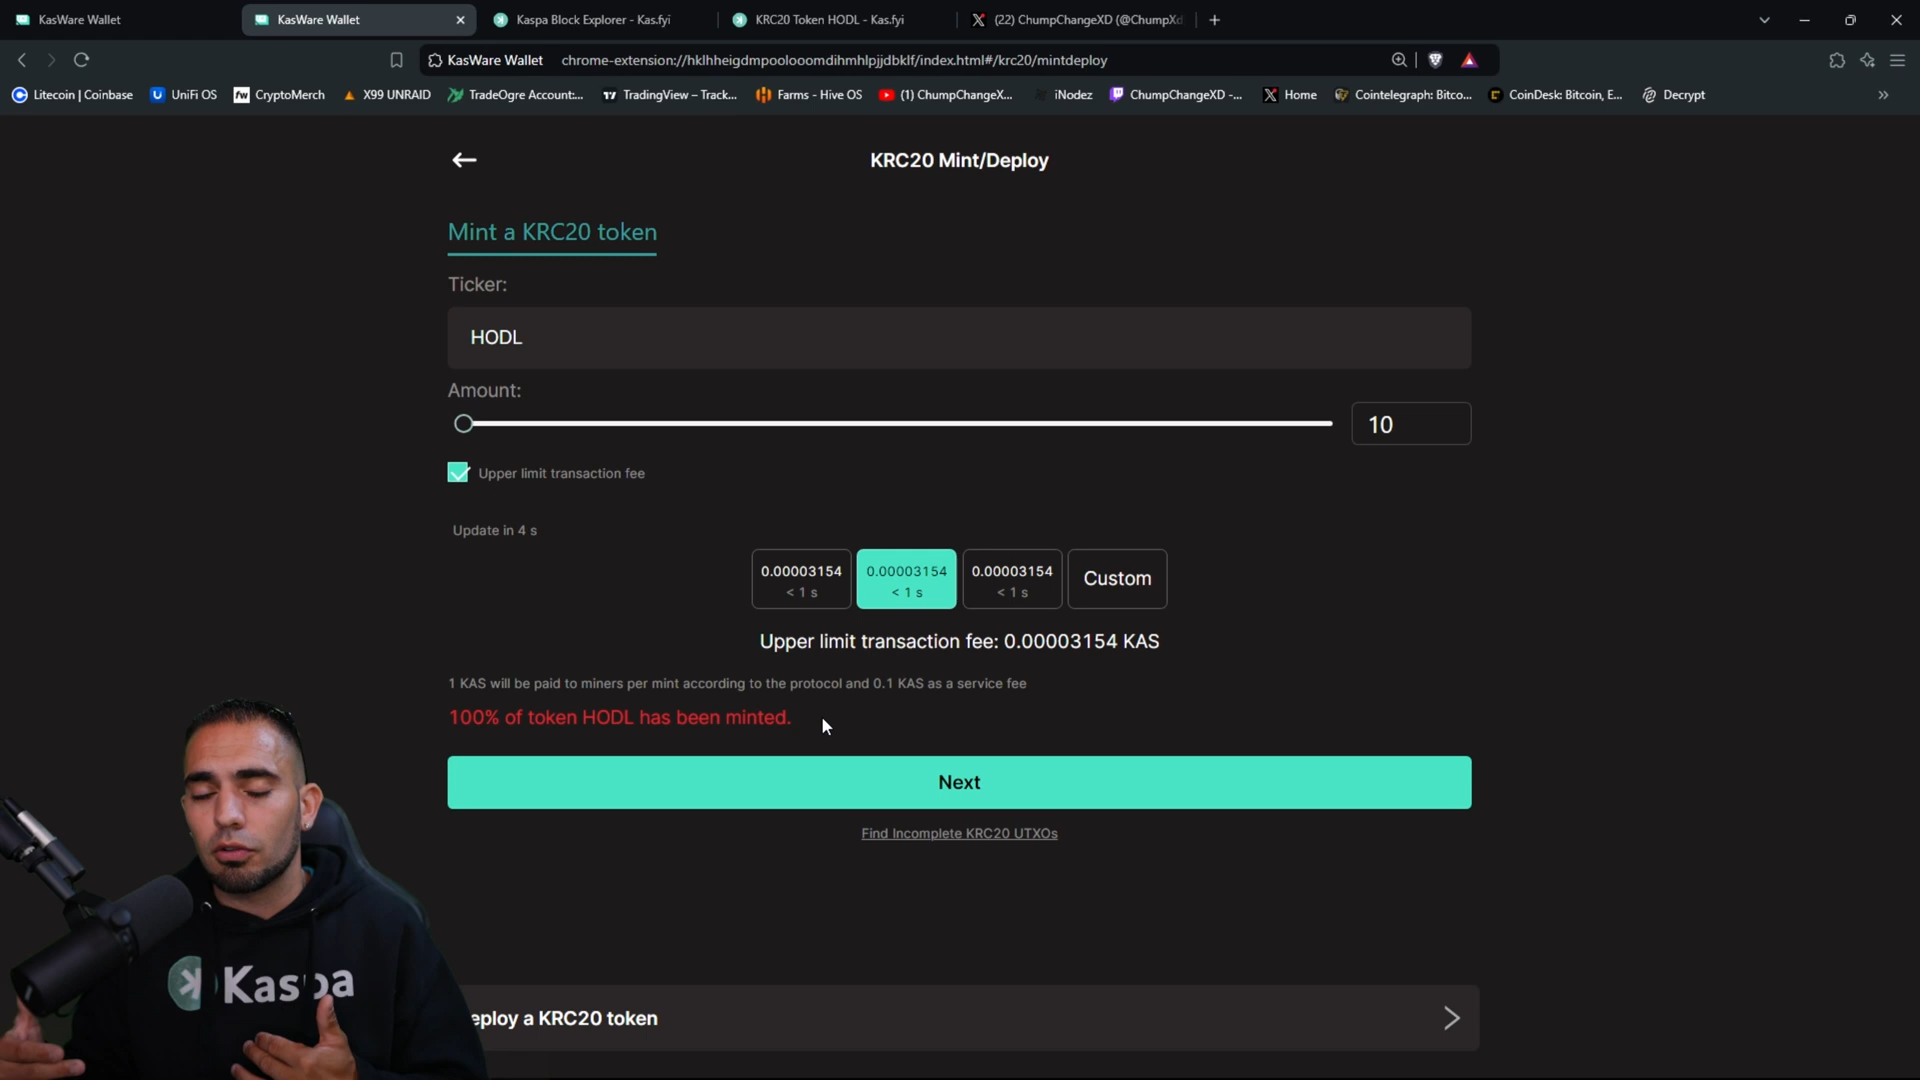 KasWare Wallet
KasWare Wallet
Kaspa Block Explorer - Kas.fyi
KRC20 Token HODL - Kas.fyi
(22) ChumpChangeXD (@ChumpXd
KasWare Wallet chrome-extension://hklhheigdmpoolooomdihmhlpjjdbklf/index.html#/krc20/mintdeploy
Litecoin | Coinbase
UniFi OS
CryptoMerch
X99 UNRAID
TradeOgre Account:...
TradingView – Track...
Farms - Hive OS
(1) ChumpChangeX...
iNodez
ChumpChangeXD -...
Home
Cointelegraph: Bitco...
CoinDesk: Bitcoin, E...
Decrypt
KRC20 Mint/Deploy
Mint a KRC20 token
Ticker:
HODL
Amount:
10
Upper limit transaction fee
Update in 4 s
0.00003154 0.00003154 0.00003154 Custom
< 1 s < 1 s < 1 s
Upper limit transaction fee: 0.00003154 KAS
1 KAS will be paid to miners per mint according to the protocol and 0.1 KAS as a service fee
100% of token HODL has been minted.
Next
Find Incomplete KRC20 UTXOs
eploy a KRC20 token
Kaspa